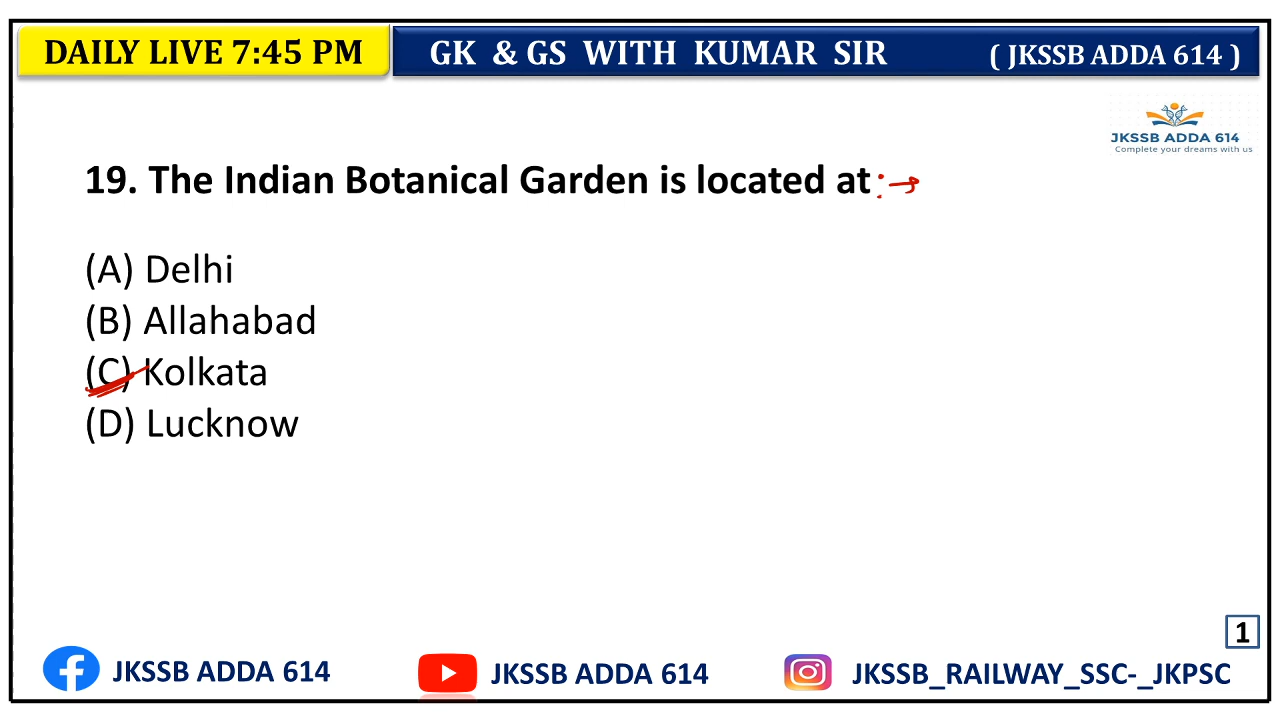 DAILY LIVE 7:45 PM
GK & GS WITH KUMAR SIR ( JKSSB ADDA 614 )
JKSSB ADDA 614
Complete your dreams with us
19. The Indian Botanical Garden is located at:→
(A) Delhi
(B) Allahabad
(C) Kolkata
(D) Lucknow
1
JKSSB ADDA 614
JKSSB ADDA 614
JKSSB_RAILWAY_SSC-_JKPSC